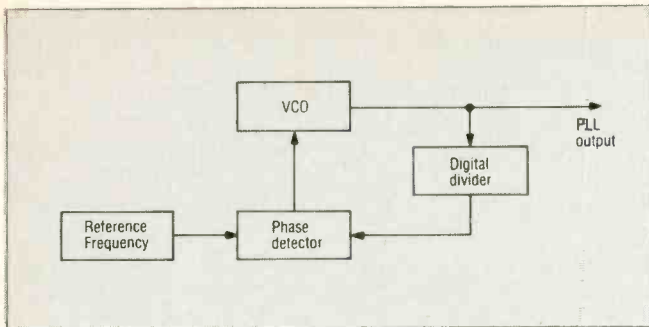 VCO
PLL
output
Digital
divider
Reference
Frequency
Phase
detector